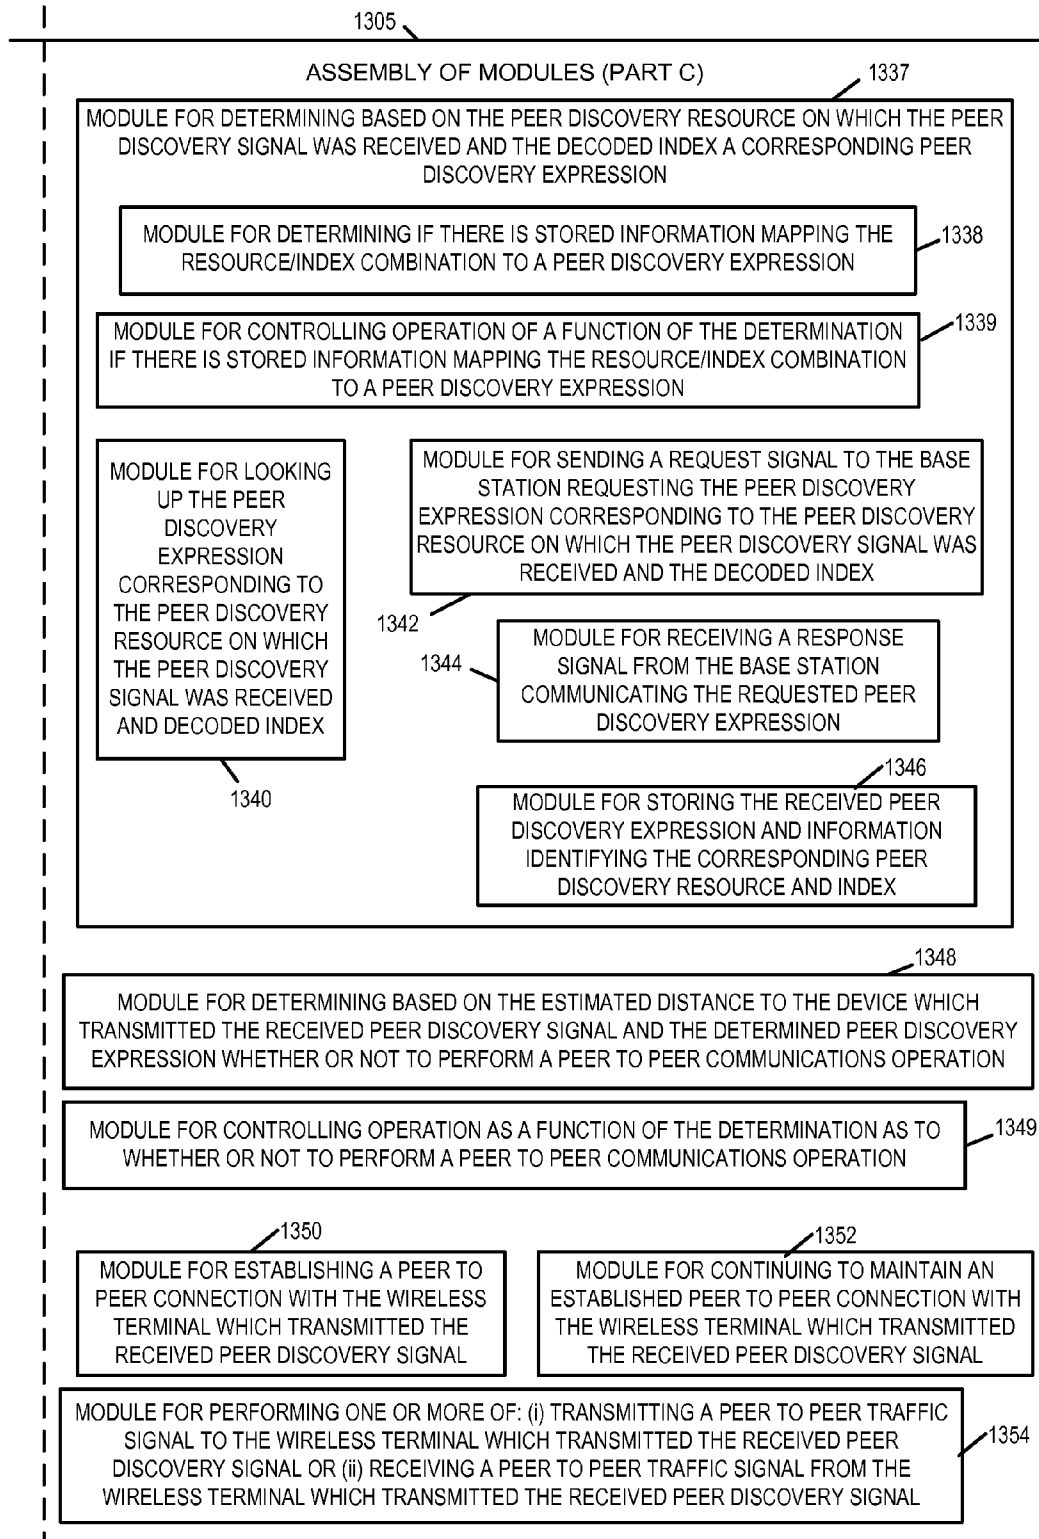 1305
ASSEMBLY OF MODULES (PART C)
1337
MODULE FOR DETERMINING BASED ON THE PEER DISCOVERY RESOURCE ON WHICH THE PEER
DISCOVERY SIGNAL WAS RECEIVED AND THE DECODED INDEX A CORRESPONDING PEER
DISCOVERY EXPRESSION
MODULE FOR DETERMINING IF THERE IS STORED INFORMATION MAPPING THE
RESOURCE/INDEX COMBINATION TO A PEER DISCOVERY EXPRESSION
1338
MODULE FOR CONTROLLING OPERATION OF A FUNCTION OF THE DETERMINATION
IF THERE IS STORED INFORMATION MAPPING THE RESOURCE/INDEX COMBINATION
TO A PEER DISCOVERY EXPRESSION
1339
MODULE FOR LOOKING
UP THE PEER
DISCOVERY
EXPRESSION
CORRESPONDING TO
THE PEER DISCOVERY
RESOURCE ON WHICH
THE PEER DISCOVERY
SIGNAL WAS RECEIVED
AND DECODED INDEX
1340
MODULE FOR SENDING A REQUEST SIGNAL TO THE BASE
STATION REQUESTING THE PEER DISCOVERY
EXPRESSION CORRESPONDING TO THE PEER DISCOVERY
RESOURCE ON WHICH THE PEER DISCOVERY SIGNAL WAS
RECEIVED AND THE DECODED INDEX
1342
MODULE FOR RECEIVING A RESPONSE
SIGNAL FROM THE BASE STATION
COMMUNICATING THE REQUESTED PEER
DISCOVERY EXPRESSION
1344
1346
MODULE FOR STORING THE RECEIVED PEER
DISCOVERY EXPRESSION AND INFORMATION
IDENTIFYING THE CORRESPONDING PEER
DISCOVERY RESOURCE AND INDEX
1348
MODULE FOR DETERMINING BASED ON THE ESTIMATED DISTANCE TO THE DEVICE WHICH
TRANSMITTED THE RECEIVED PEER DISCOVERY SIGNAL AND THE DETERMINED PEER DISCOVERY
EXPRESSION WHETHER OR NOT TO PERFORM A PEER TO PEER COMMUNICATIONS OPERATION
MODULE FOR CONTROLLING OPERATION AS A FUNCTION OF THE DETERMINATION AS TO
WHETHER OR NOT TO PERFORM A PEER TO PEER COMMUNICATIONS OPERATION
1349
1350
MODULE FOR ESTABLISHING A PEER TO
PEER CONNECTION WITH THE WIRELESS
TERMINAL WHICH TRANSMITTED THE
RECEIVED PEER DISCOVERY SIGNAL
1352
MODULE FOR CONTINUING TO MAINTAIN AN
ESTABLISHED PEER TO PEER CONNECTION WITH
THE WIRELESS TERMINAL WHICH TRANSMITTED
THE RECEIVED PEER DISCOVERY SIGNAL
MODULE FOR PERFORMING ONE OR MORE OF: (i) TRANSMITTING A PEER TO PEER TRAFFIC
SIGNAL TO THE WIRELESS TERMINAL WHICH TRANSMITTED THE RECEIVED PEER
DISCOVERY SIGNAL OR (ii) RECEIVING A PEER TO PEER TRAFFIC SIGNAL FROM THE
WIRELESS TERMINAL WHICH TRANSMITTED THE RECEIVED PEER DISCOVERY SIGNAL
1354